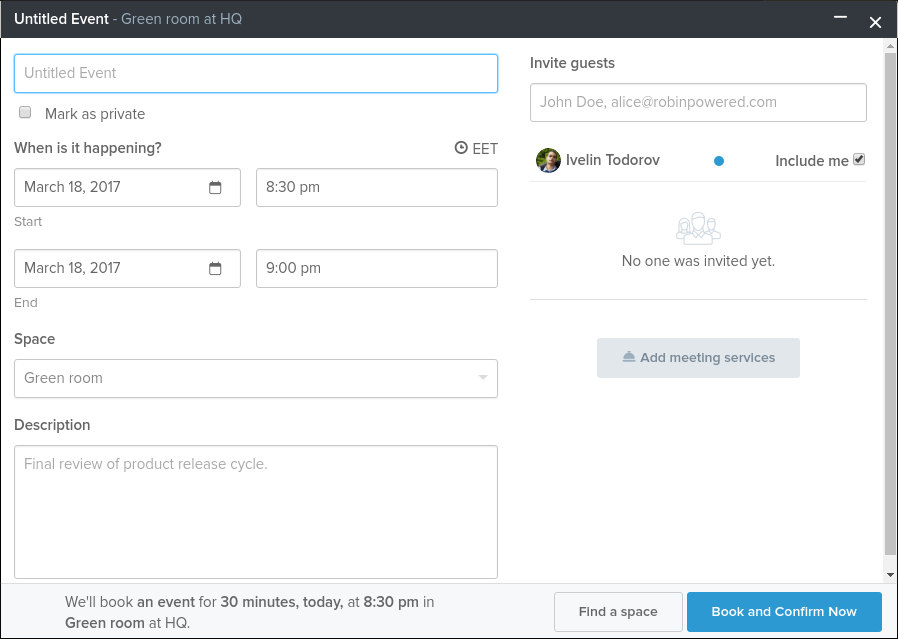 Untitled Event - Green room at HQ
Untitled Event
Mark as private
When is it happening?
EET
March 18, 2017
8:30 pm
Start
March 18, 2017
9:00 pm
End
Space
Green room
Description
Final review of product release cycle.
Invite guests
John Doe, alice@robinpowered.com
Ivelin Todorov
Include me
No one was invited yet.
Add meeting services
We'll book an event for 30 minutes, today, at 8:30 pm in
Green room at HQ.
Find a space
Book and Confirm Now